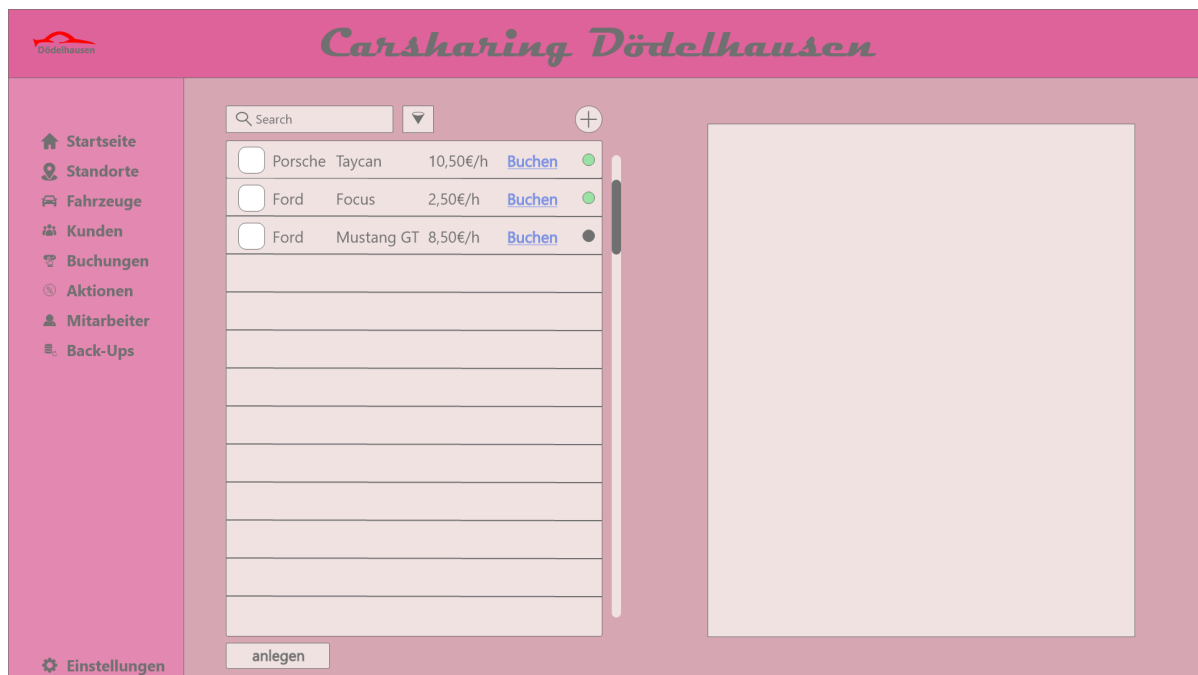 Dödelhausen
Carsharing Dödelhausen
Startseite
Standorte
Fahrzeuge
Kunden
Buchungen
Aktionen
Mitarbeiter
Back-Ups
Einstellungen
Search
Porsche Taycan 10,50€/h Buchen
Ford Focus 2,50€/h Buchen
Ford Mustang GT 8,50€/h Buchen
anlegen